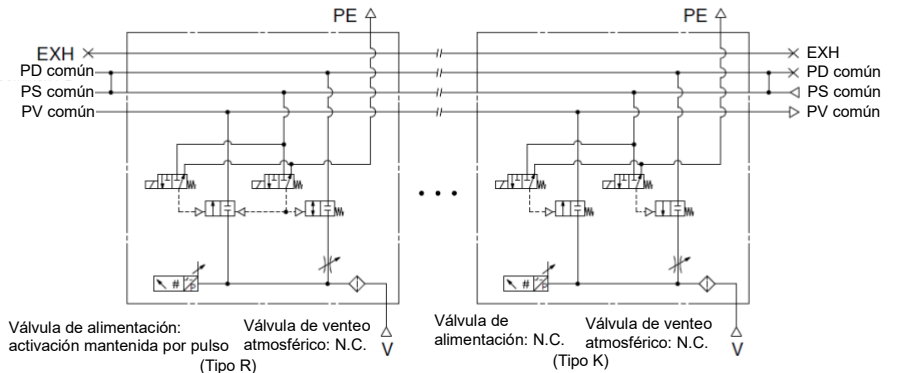 PE
PE
EXH
EXH
PD común
PD común
PS común
PS común
PV común
PV común
#
P
#
P
Válvula de alimentación:
activación mantenida por pulso
(Tipo R)
Válvula de venteo
atmosférico: N.C.
V
Válvula de
alimentación: N.C.
(Tipo K)
Válvula de venteo
atmosférico: N.C.
V